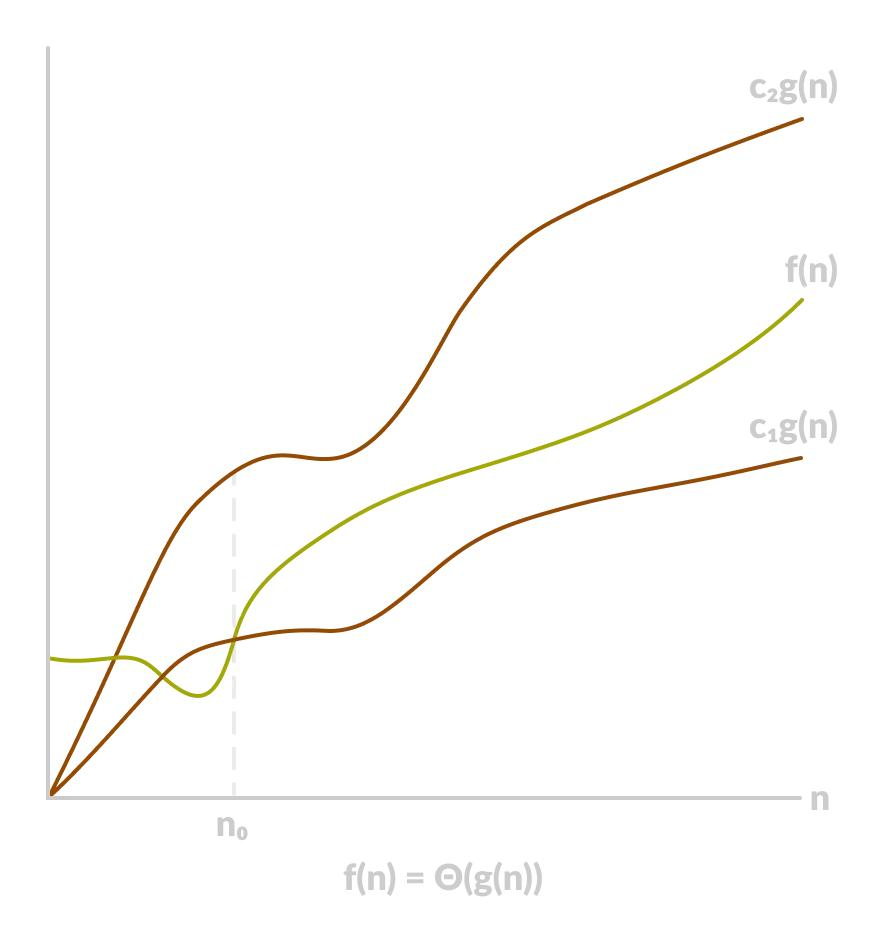 c₂g(n)
f(n)
c₁g(n)
n
n₀
f(n) = Θ(g(n))